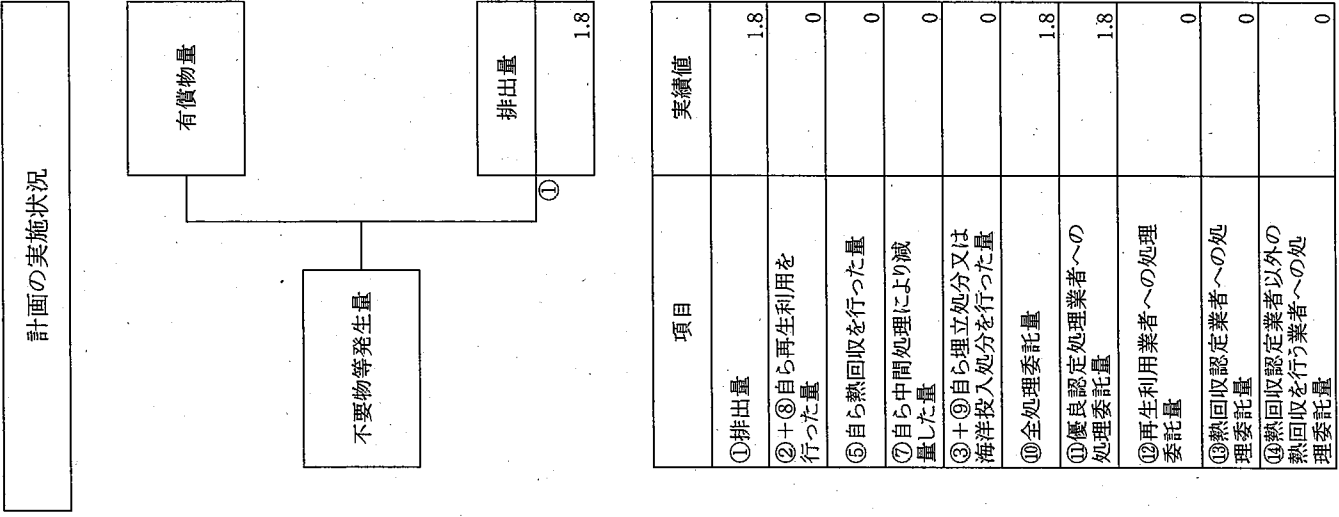 計画の実施状況
不要物等発生量
有償物量
排出量
①
1.8
項目
実績値
①排出量
1.8
②＋⑧自ら再生利用を
行った量
0
⑤自ら熱回収を行った量
0
⑦自ら中間処理により減
量した量
0
③＋⑨自ら埋立処分又は
海洋投入処分を行った量
0
⑩全処理委託量
1.8
⑪優良認定処理業者への
処理委託量
1.8
⑫再生利用業者への処理
委託量
0
⑬熱回収認定業者への処
理委託量
0
⑭熱回収認定業者以外の
熱回収を行う業者への処
理委託量
0